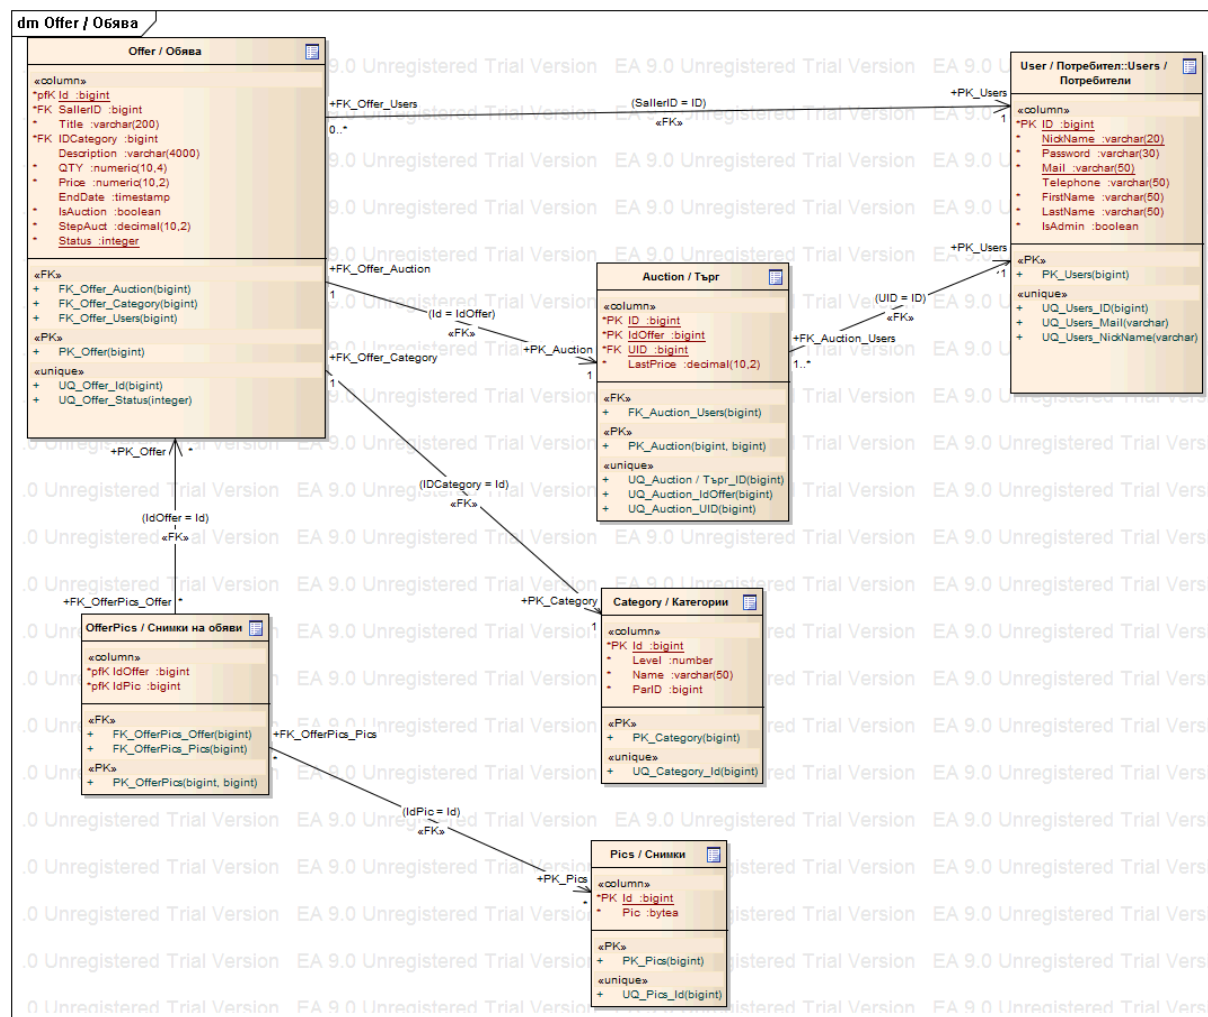 dm Offer / Обява
Offer / Обява
«column»
*pfK Id :bigint
*FK SallerID :bigint
* Title :varchar(200)
*FK IDCategory :bigint
Description :varchar(4000)
* QTY :numeric(10,4)
* Price :numeric(10,2)
EndDate :timestamp
* IsAuction :boolean
* StepAuct :decimal(10,2)
* Status :integer
«FK»
+ FK_Offer_Auction(bigint)
+ FK_Offer_Category(bigint)
+ FK_Offer_Users(bigint)
«PK»
+ PK_Offer(bigint)
«unique»
+ UQ_Offer_Id(bigint)
+ UQ_Offer_Status(integer)
+FK_Offer_Users
0..*
(SallerID = ID)
«FK»
+PK_Users
1
User / Потребител::Users /
Потребители
«column»
*PK ID :bigint
* NickName :varchar(20)
* Password :varchar(30)
* Mail :varchar(50)
Telephone :varchar(50)
* FirstName :varchar(50)
* LastName :varchar(50)
* IsAdmin :boolean
«PK»
+ PK_Users(bigint)
«unique»
+ UQ_Users_ID(bigint)
+ UQ_Users_Mail(varchar)
+ UQ_Users_NickName(varchar)
+FK_Offer_Auction
1
(Id = IdOffer)
«FK»
+PK_Auction
1
Auction / Търг
«column»
*PK ID :bigint
*PK IdOffer :bigint
*FK UID :bigint
* LastPrice :decimal(10,2)
«FK»
+ FK_Auction_Users(bigint)
«PK»
+ PK_Auction(bigint, bigint)
«unique»
+ UQ_Auction / Търг_ID(bigint)
+ UQ_Auction_IdOffer(bigint)
+ UQ_Auction_UID(bigint)
+PK_Users
1
(UID = ID)
«FK»
+FK_Auction_Users
1..*
+FK_Offer_Category
1
(IDCategory = Id)
«FK»
+PK_Category
1
Category / Категории
«column»
*PK Id :bigint
* Level :number
* Name :varchar(50)
* ParID :bigint
«PK»
+ PK_Category(bigint)
«unique»
+ UQ_Category_Id(bigint)
+PK_Offer *
(IdOffer = Id)
«FK»
+FK_OfferPics_Offer *
OfferPics / Снимки на обяви
«column»
*pfK IdOffer :bigint
*pfK IdPic :bigint
«FK»
+ FK_OfferPics_Offer(bigint)
+ FK_OfferPics_Pics(bigint)
«PK»
+ PK_OfferPics(bigint, bigint)
+FK_OfferPics_Pics
*
(IdPic = Id)
«FK»
+PK_Pics
*
Pics / Снимки
«column»
*PK Id :bigint
* Pic :bytea
«PK»
+ PK_Pics(bigint)
«unique»
+ UQ_Pics_Id(bigint)
EA 9.0 Unregistered Trial Version